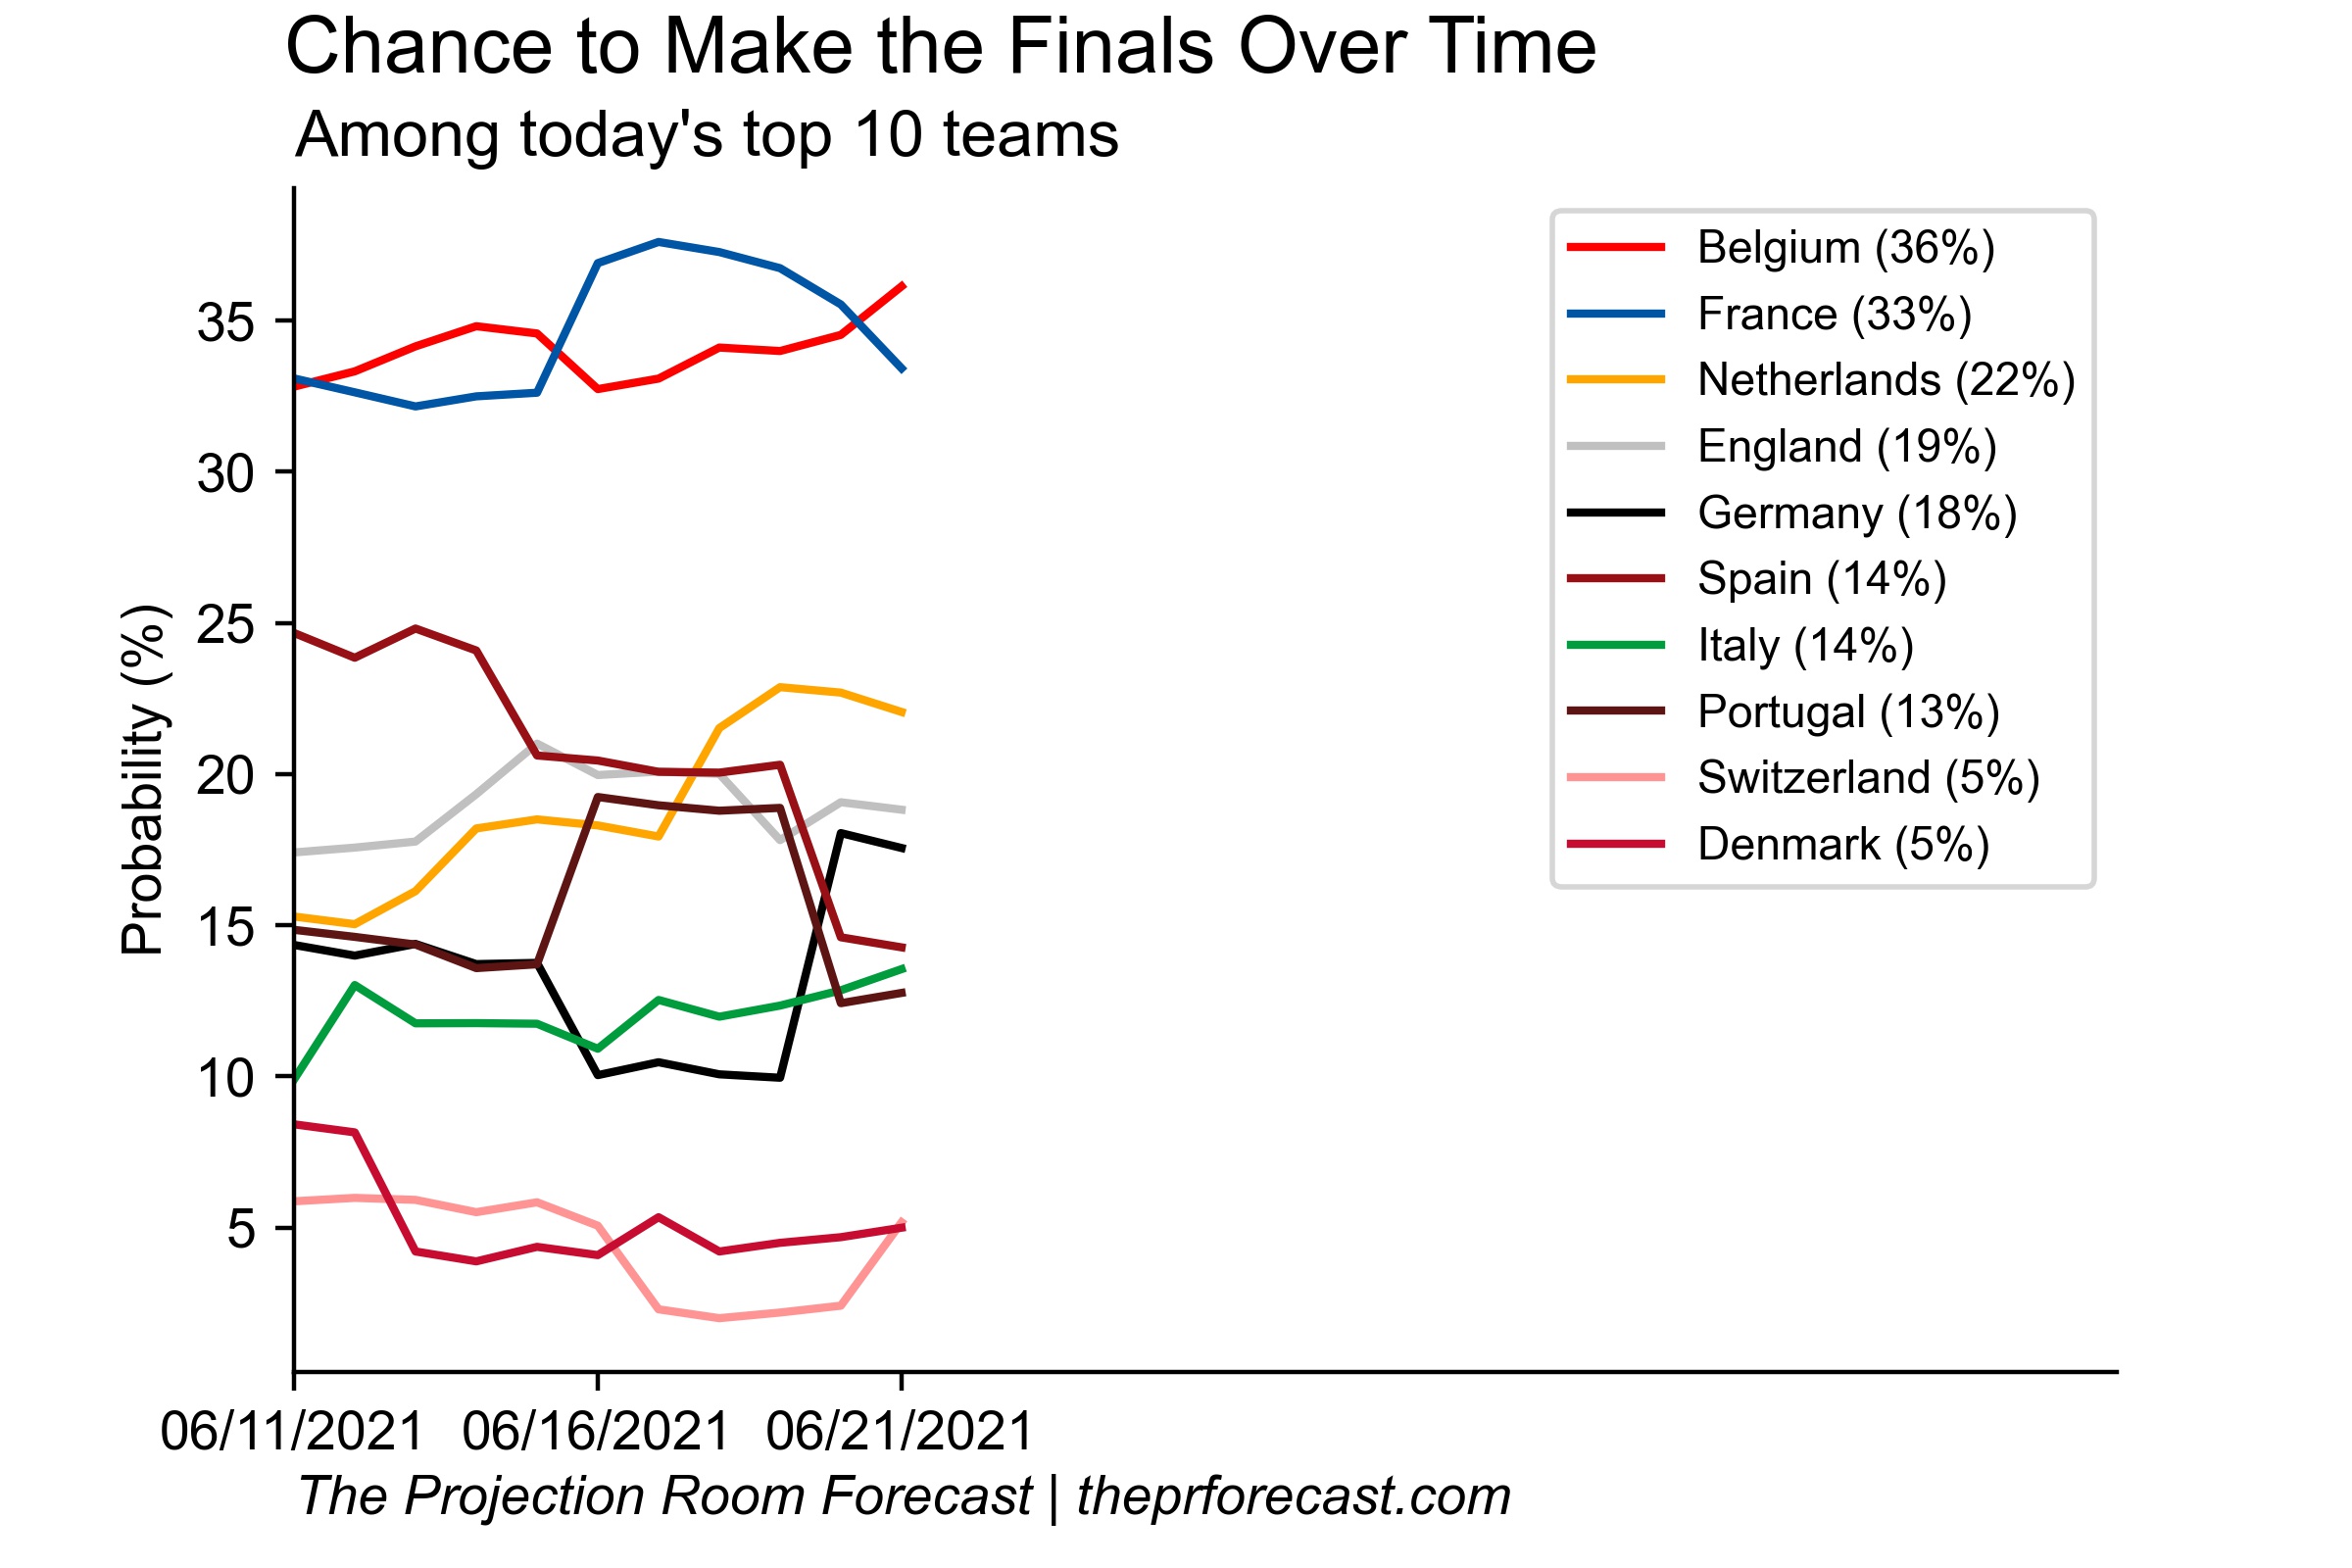 Chance to Make the Finals Over Time
Among today's top 10 teams
Probability (%)
35
30
25
20
15
10
5
06/11/2021 06/16/2021 06/21/2021
Belgium (36%)
France (33%)
Netherlands (22%)
England (19%)
Germany (18%)
Spain (14%)
Italy (14%)
Portugal (13%)
Switzerland (5%)
Denmark (5%)
The Projection Room Forecast | theprforecast.com